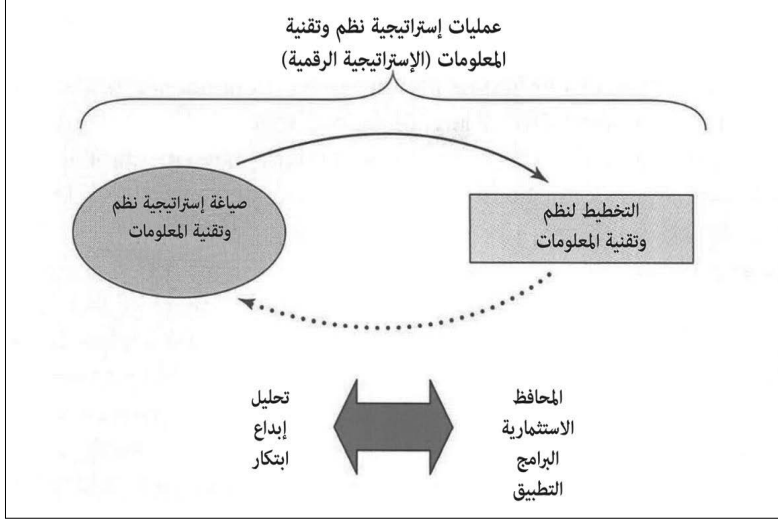 عمليات إستراتيجية نظم وتقنية
المعلومات (الإستراتيجية الرقمية)
صياغة إستراتيجية نظم
وتقنية المعلومات
التخطيط لنظم
وتقنية المعلومات
المحافظ
الاستثمارية
البرامج
التطبيق
تحليل
إبداع
ابتكار